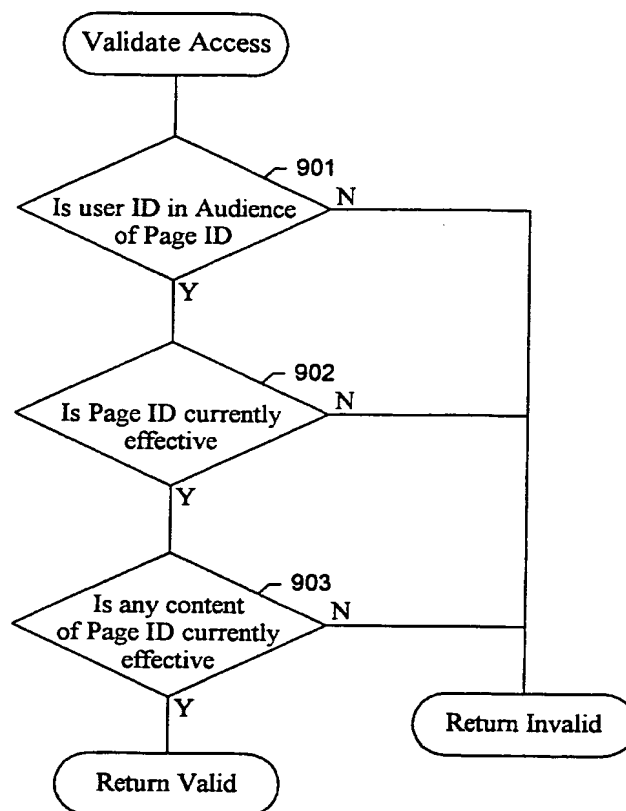 Validate Access
901
Is user ID in Audience
of Page ID
N
Y
902
Is Page ID currently
effective
N
Y
903
Is any content
of Page ID currently
effective
N
Y
Return Invalid
Return Valid